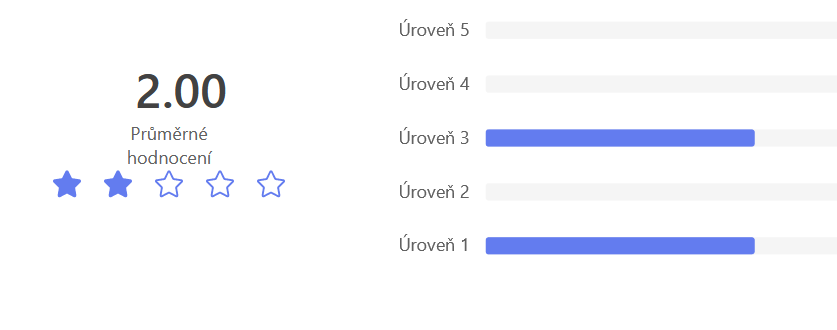 2.00
Průměrné
hodnocení
Úroveň 5
Úroveň 4
Úroveň 3
Úroveň 2
Úroveň 1